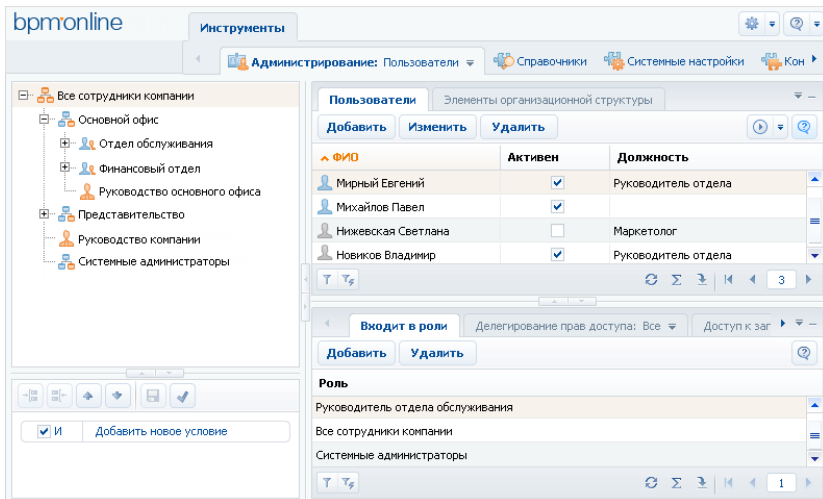 bpmonline
Инструменты
Администрирование: Пользователи
Справочники
Системные настройки
Кон
Все сотрудники компании
Основной офис
Отдел обслуживания
Финансовый отдел
Руководство основного офиса
Представительство
Руководство компании
Системные администраторы
И Добавить новое условие
Пользователи Элементы организационной структуры
Добавить Изменить Удалить
ФИО Активен Должность
Мирный Евгений Руководитель отдела
Михайлов Павел
Нижевская Светлана Маркетолог
Новиков Владимир Руководитель отдела
3
Входит в роли Делегирование прав доступа: Все Доступ к заг
Добавить Удалить
Роль
Руководитель отдела обслуживания
Все сотрудники компании
Системные администраторы
1